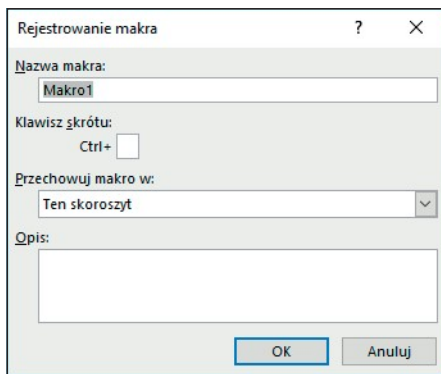 Rejestrowanie makra ?
Nazwa makra:
Makro1
Klawisz skrótu:
Ctrl+
Przechowuj makro w:
Ten skoroszyt
Opis:
OK Anuluj